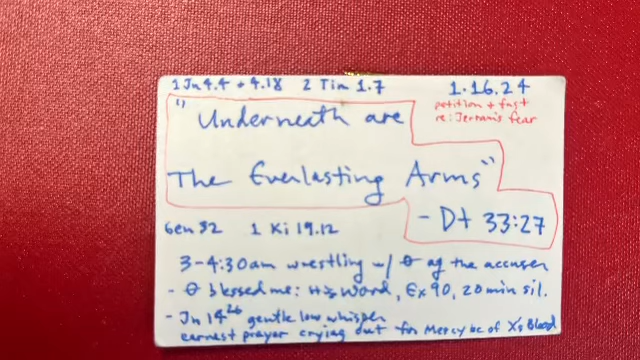 1 Jn 4.4 + 4.18 2 Tim 1.7 1.16.24
petition + fast
re: Jerrami's fear
"Underneath are
The Everlasting Arms"
- Dt 33:27
Gen 32 1 Ki 19.12
3-4:30am wrestling w/ θ ag the accuser
- θ blessed me: His Word, Ex 90, 20 min sil.
- Jn 14²⁶ gentle low whisper
earnest prayer crying out for Mercy bc of X's Blood